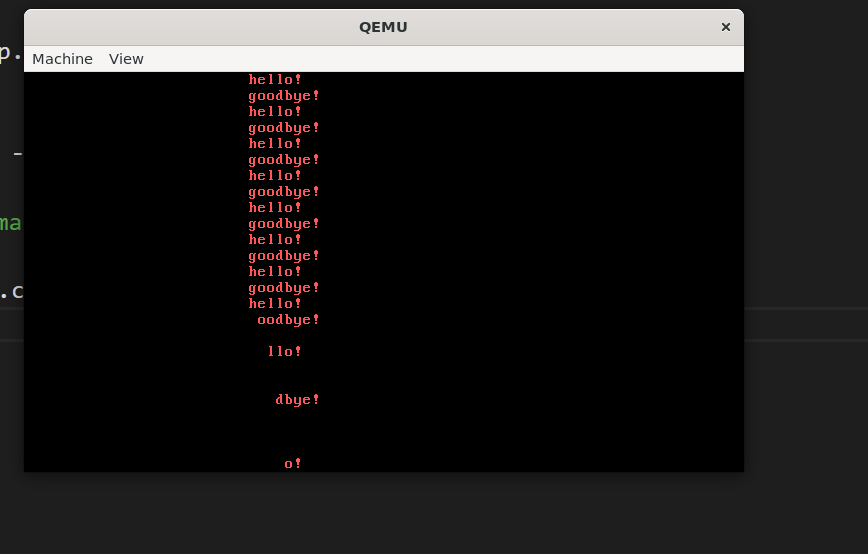 QEMU
Machine View
hello!
goodbye!
hello!
goodbye!
hello!
goodbye!
hello!
goodbye!
hello!
goodbye!
hello!
goodbye!
hello!
goodbye!
hello!
oodbye!
llo!
dbye!
o!
p.
-
ma
.c